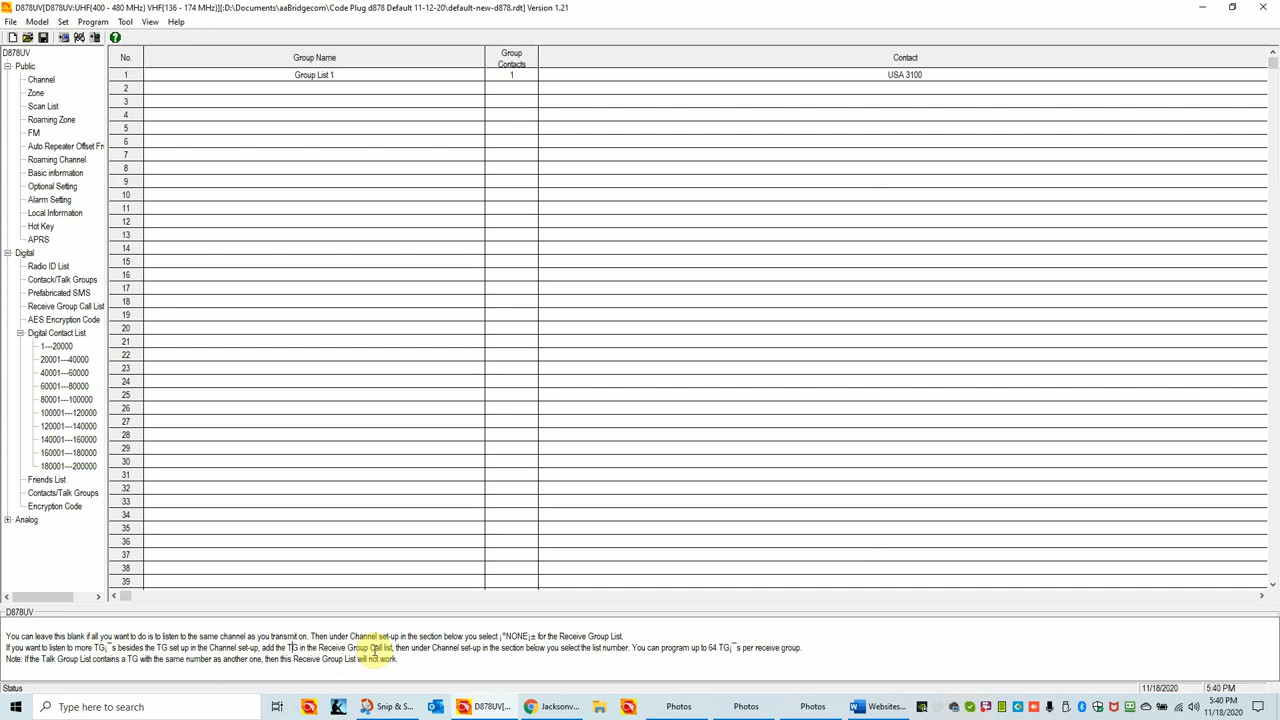 D878UV[D878UV:UHF(400 - 480 MHz) VHF(136 - 174 MHz)][:D:\Documents\aaBridgecom\Code Plug d878 Default 11-12-20\default-new-d878.rdt] Version 1.21
File Model Set Program Tool View Help
D878UV
Public
Channel
Zone
Scan List
Roaming Zone
FM
Auto Repeater Offset Fr
Roaming Channel
Basic information
Optional Setting
Alarm Setting
Local Information
Hot Key
APRS
Digital
Radio ID List
Contack/Talk Groups
Prefabricated SMS
Receive Group Call List
AES Encryption Code
Digital Contact List
1---20000
20001---40000
40001---60000
60001---80000
80001---100000
100001---120000
120001---140000
140001---160000
160001---180000
180001---200000
Friends List
Contacts/Talk Groups
Encryption Code
Analog
No. Group Name Group Contacts Contact
1 Group List 1 1 USA 3100
2
3
4
5
6
7
8
9
10
11
12
13
14
15
16
17
18
19
20
21
22
23
24
25
26
27
28
29
30
31
32
33
34
35
36
37
38
39
D878UV
You can leave this blank if all you want to do is to listen to the same channel as you transmit on. Then under Channel set-up in the section below you select ¡°NONE¡± for the Receive Group List.
If you want to listen to more TG¡¯s besides the TG set up in the Channel set-up, add the TG in the Receive Group Call list, then under Channel set-up in the section below you select the list number. You can program up to 64 TG¡¯s per receive group.
Note: If the Talk Group List contains a TG with the same number as another one, then this Receive Group List will not work.
Status 11/18/2020 5:40 PM
Type here to search
Snip & S...
D878UV[...
Jacksonv...
Photos
Photos
Photos
Websites...
5:40 PM
11/18/2020